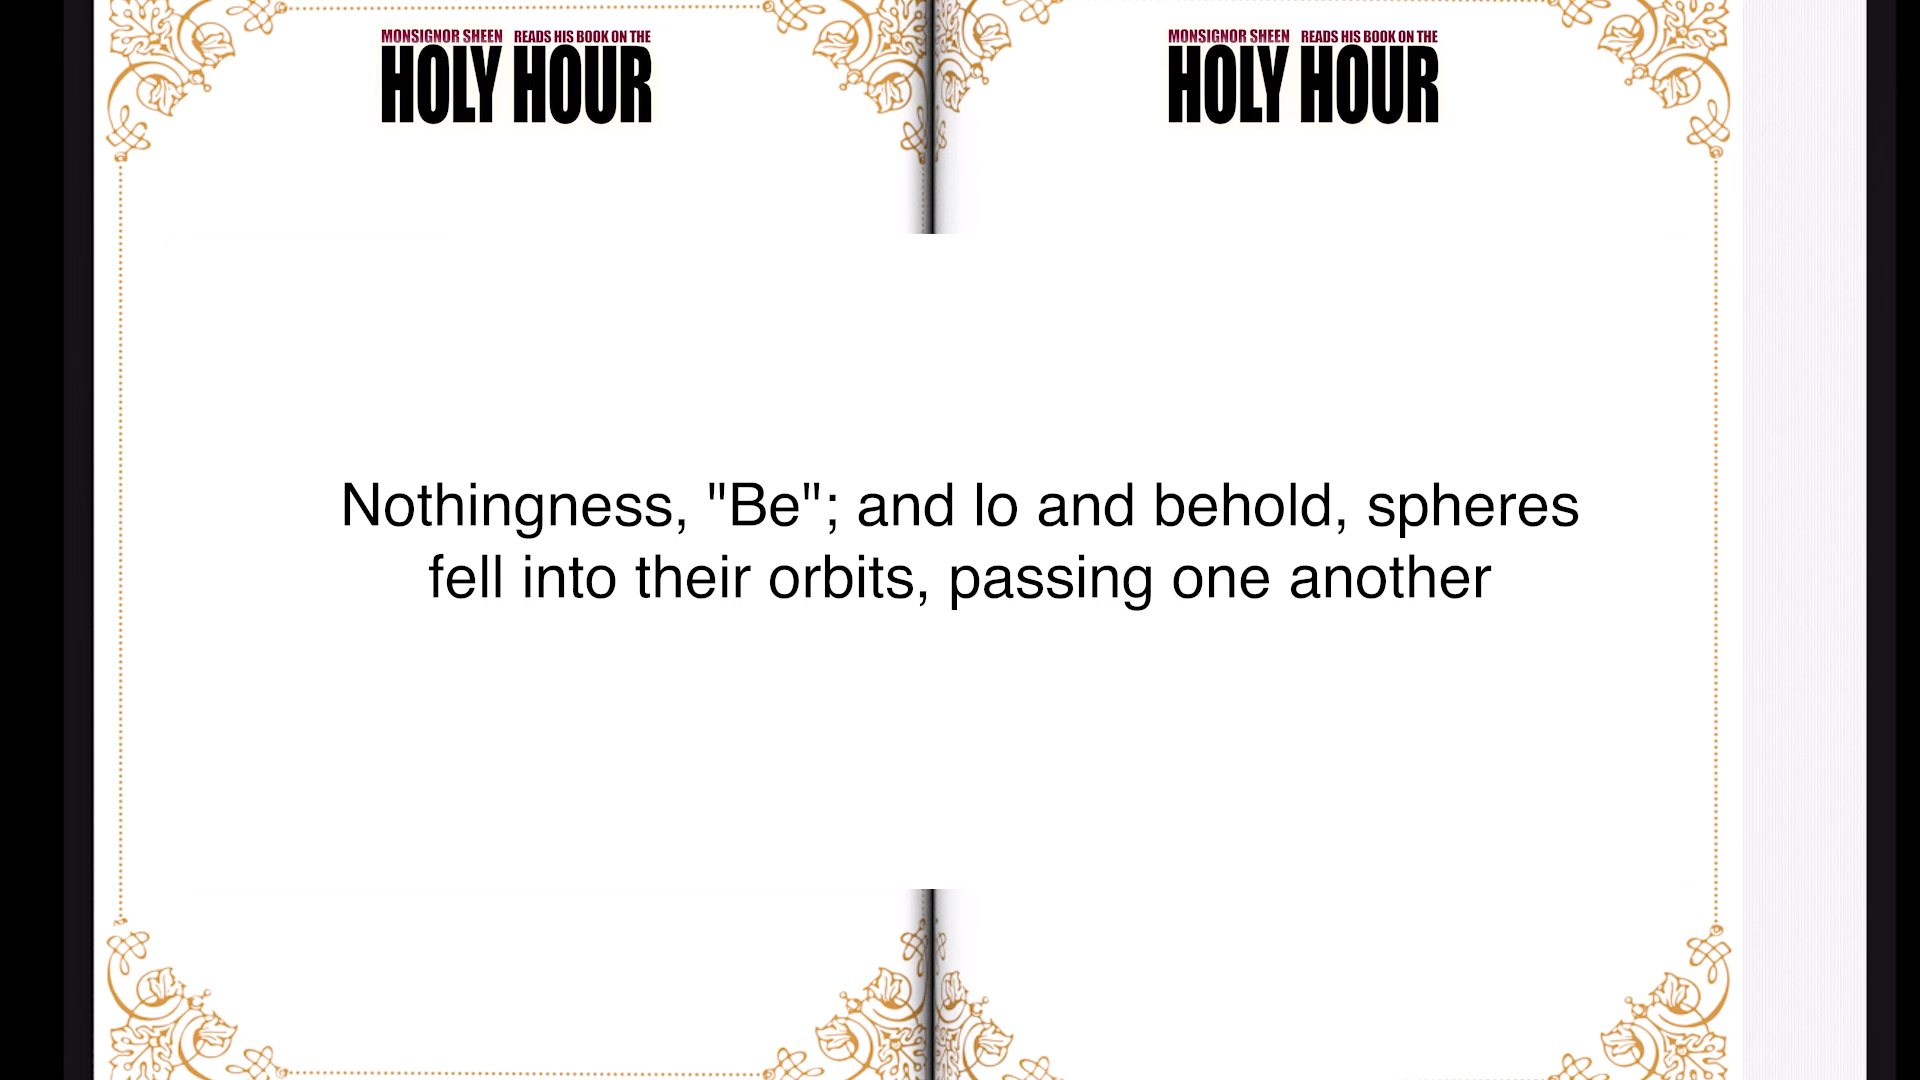 MONSIGNOR SHEEN READS HIS BOOK ON THE
HOLY HOUR
MONSIGNOR SHEEN READS HIS BOOK ON THE
HOLY HOUR
Nothingness, "Be"; and lo and behold, spheres
fell into their orbits, passing one another